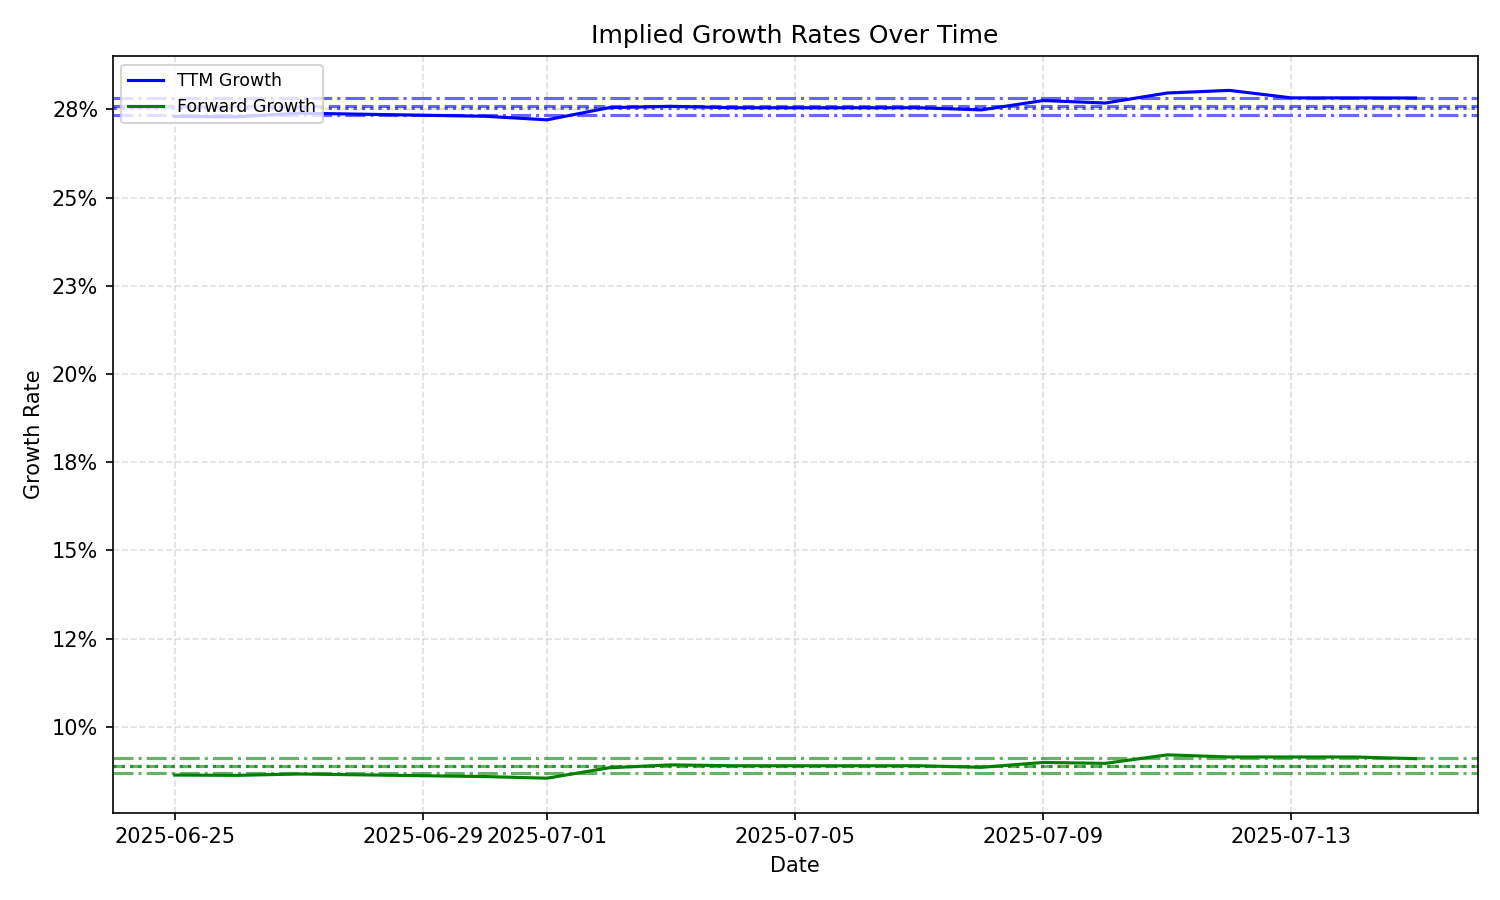 Implied Growth Rates Over Time
TTM Growth
Forward Growth
28%
25%
23%
20%
18%
15%
12%
10%
Growth Rate
2025-06-25
2025-06-29
2025-07-01
2025-07-05
2025-07-09
2025-07-13
Date